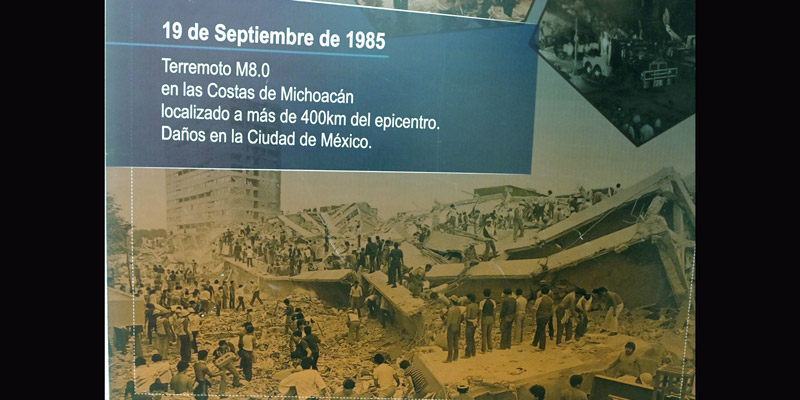 19 de Septiembre de 1985
Terremoto M8.0
en las Costas de Michoacán
localizado a más de 400km del epicentro.
Daños en la Ciudad de México.